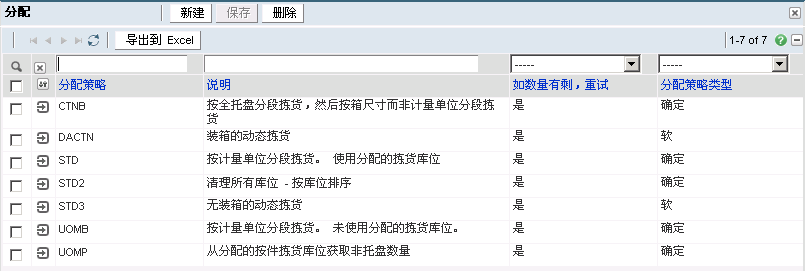 分配 新建 保存 删除
导出到 Excel 1-7 of 7
----- -----
分配策略 说明 如数量有剩，重试 分配策略类型
CTNB 按全托盘分段拣货，然后按箱尺寸而非计量单位分段拣 是 确定
货
DACTN 装箱的动态拣货 是 软
STD 按计量单位分段拣货。 使用分配的拣货库位 是 确定
STD2 清理所有库位 - 按库位排序 是 确定
STD3 无装箱的动态拣货 是 软
UOMB 按计量单位分段拣货。 未使用分配的拣货库位。 是 确定
UOMP 从分配的按件拣货库位获取非托盘数量 是 确定